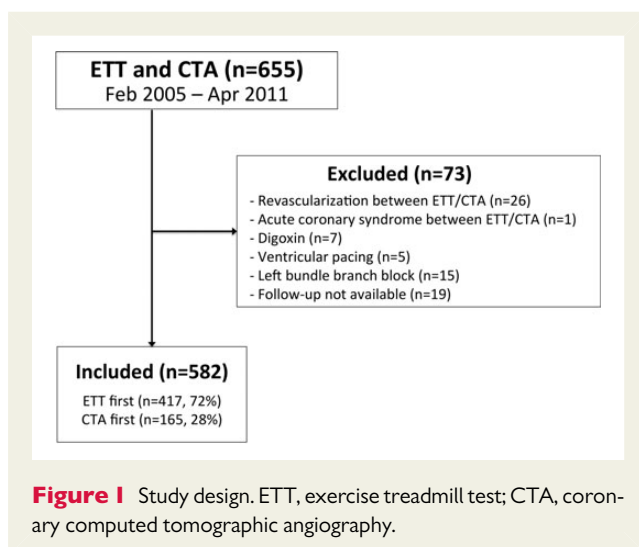 ETT and CTA (n=655)
Feb 2005 – Apr 2011
Excluded (n=73)
- Revascularization between ETT/CTA (n=26)
- Acute coronary syndrome between ETT/CTA (n=1)
- Digoxin (n=7)
- Ventricular pacing (n=5)
- Left bundle branch block (n=15)
- Follow-up not available (n=19)
Included (n=582)
ETT first (n=417, 72%)
CTA first (n=165, 28%)
Figure 1 Study design. ETT, exercise treadmill test; CTA, coron-
ary computed tomographic angiography.